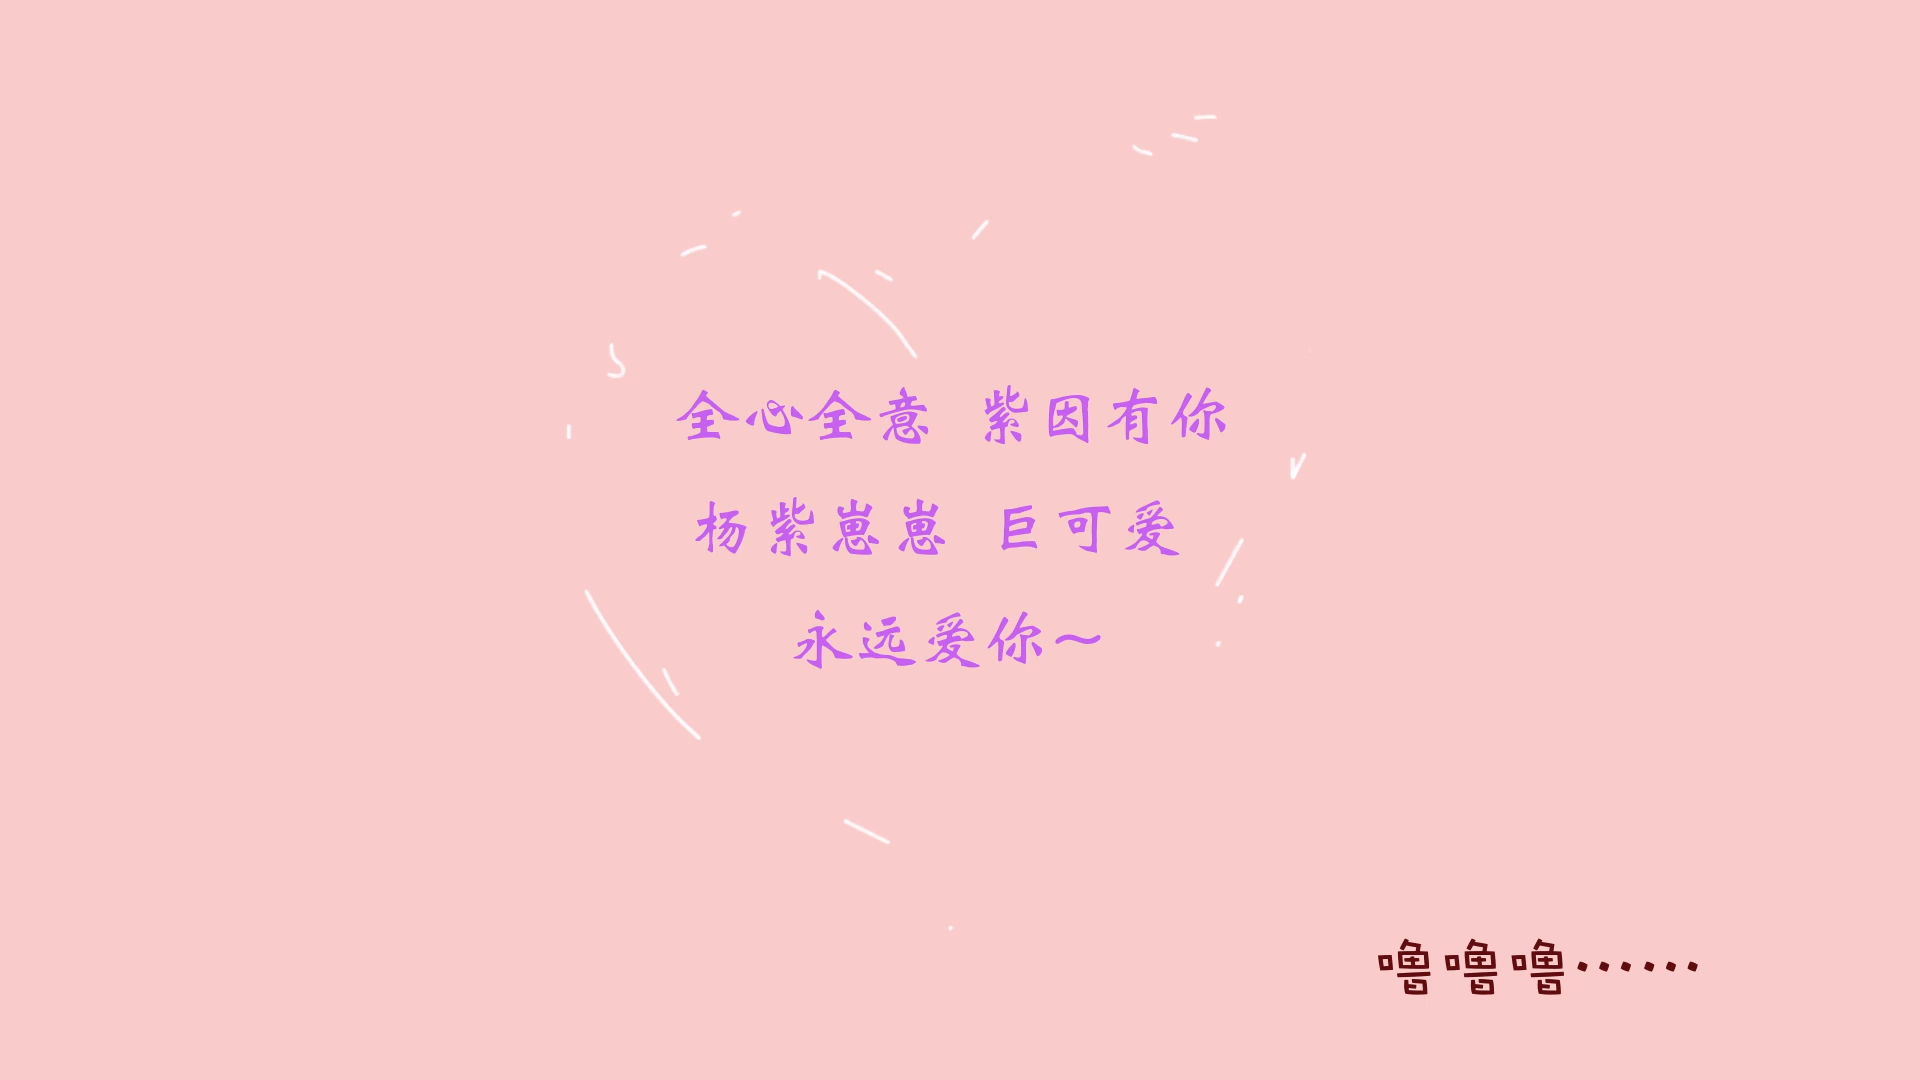 全心全意 紫因有你
杨紫崽崽 巨可爱
永远爱你～
噜噜噜……